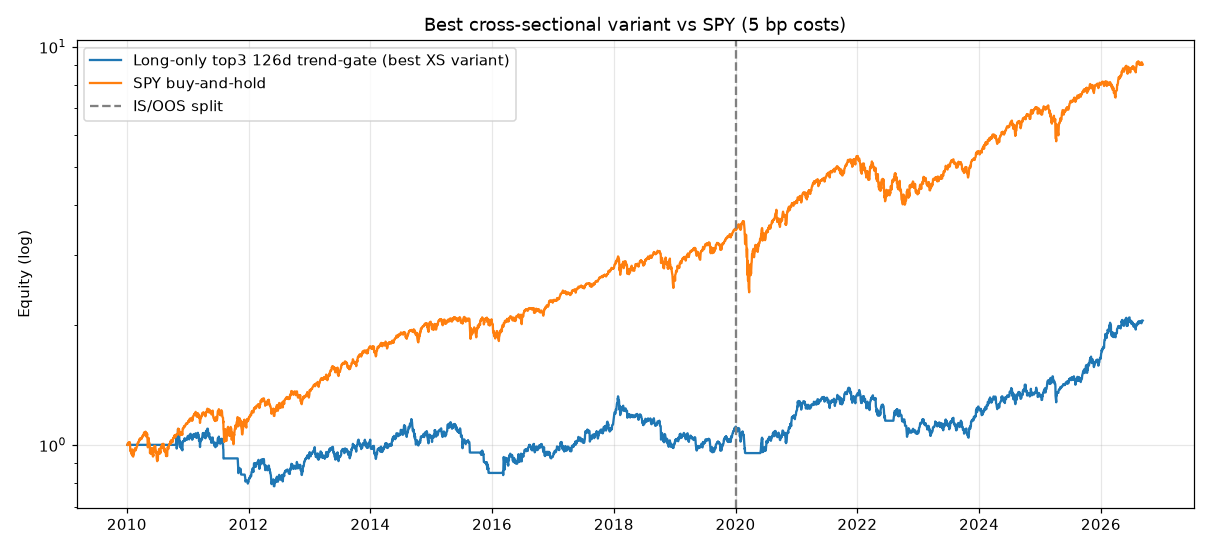 Best cross-sectional variant vs SPY (5 bp costs)
10¹
Long-only top3 126d trend-gate (best XS variant)
SPY buy-and-hold
IS/OOS split
Equity (log)
10⁰
2010 2012 2014 2016 2018 2020 2022 2024 2026